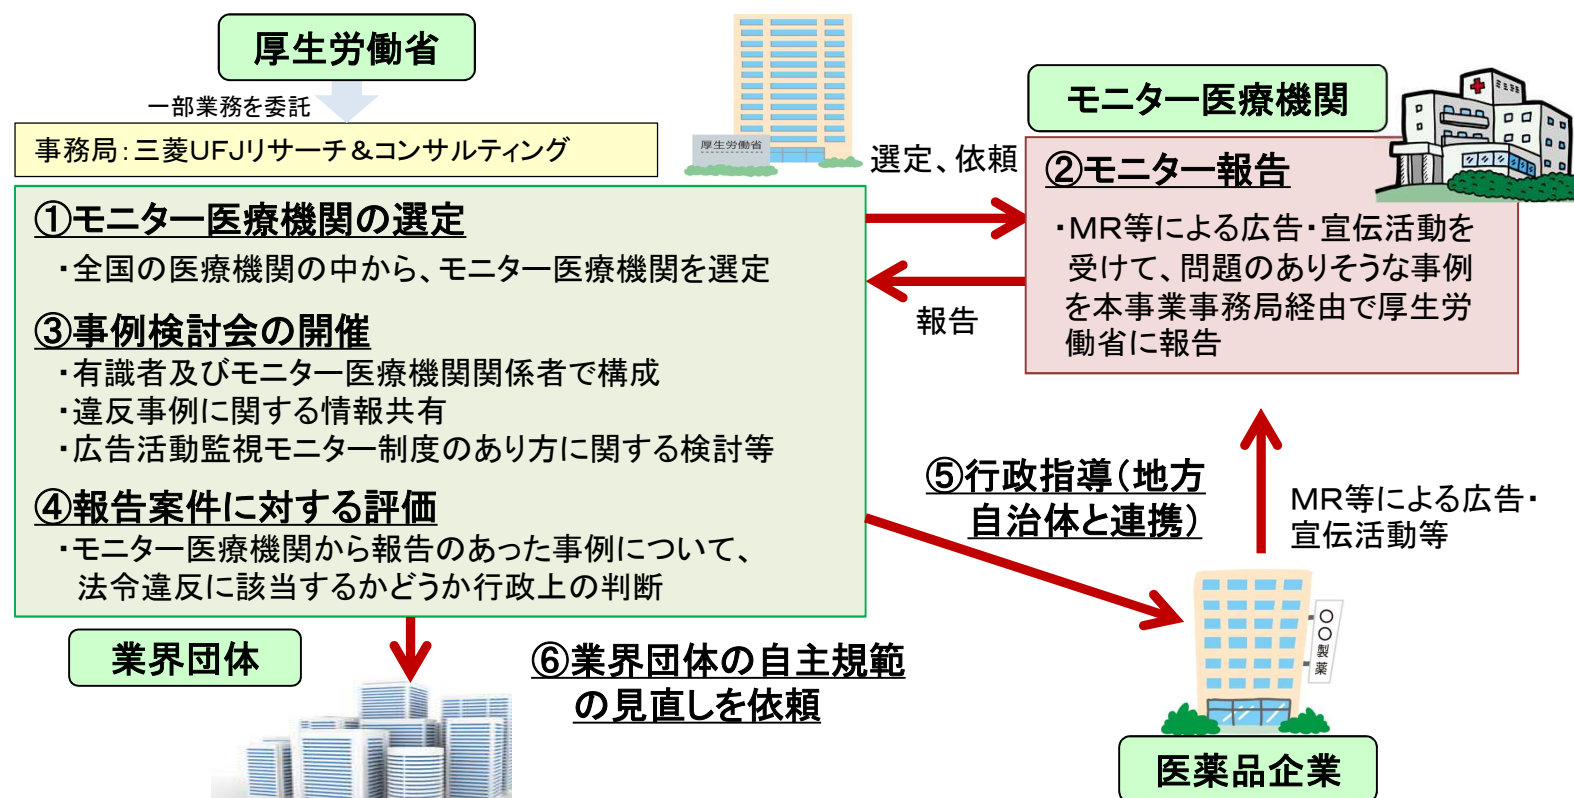 厚生労働省
一部業務を委託
事務局：三菱UFJリサーチ＆コンサルティング
厚生労働省
①モニター医療機関の選定
・全国の医療機関の中から、モニター医療機関を選定
③事例検討会の開催
・有識者及びモニター医療機関関係者で構成
・違反事例に関する情報共有
・広告活動監視モニター制度のあり方に関する検討等
④報告案件に対する評価
・モニター医療機関から報告のあった事例について、
法令違反に該当するかどうか行政上の判断
選定、依頼
報告
モニター医療機関
②モニター報告
・MR等による広告・宣伝活動を
受けて、問題のありそうな事例
を本事業事務局経由で厚生労
働省に報告
⑤行政指導（地方
自治体と連携）
MR等による広告・
宣伝活動等
〇〇製薬
医薬品企業
業界団体
⑥業界団体の自主規範
の見直しを依頼